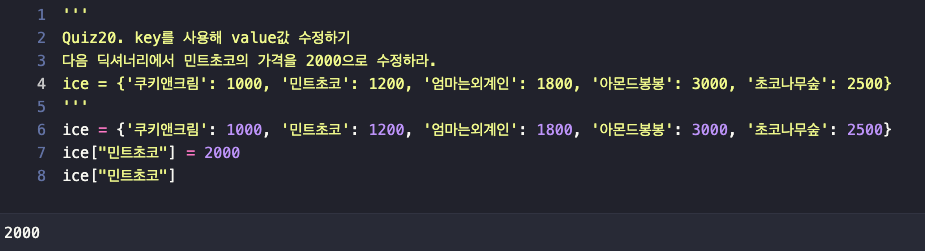 1 '''
2 Quiz20. key를 사용해 value값 수정하기
3 다음 딕셔너리에서 민트초코의 가격을 2000으로 수정하라.
4 ice = {'쿠키앤크림': 1000, '민트초코': 1200, '엄마는외계인': 1800, '아몬드봉봉': 3000, '초코나무숲': 2500}
5 '''
6 ice = {'쿠키앤크림': 1000, '민트초코': 1200, '엄마는외계인': 1800, '아몬드봉봉': 3000, '초코나무숲': 2500}
7 ice["민트초코"] = 2000
8 ice["민트초코"]
2000